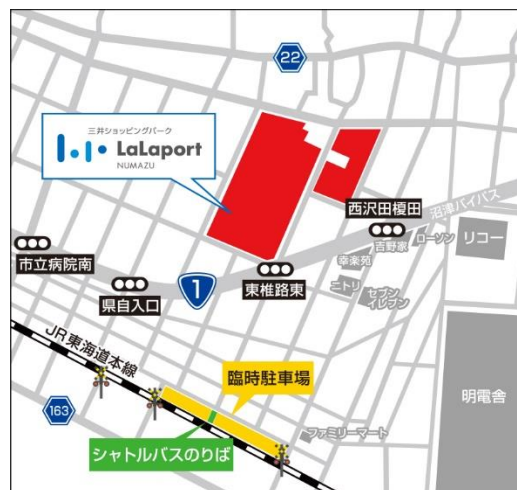 22
三井ショッピングパーク
LaLaport
NUMAZU
西沢田榎田
沼津バイパス
吉野家
ローソン
リコー
幸楽苑
市立病院南
県自入口
1
東椎路東
ニトリ
セブン
イレブン
JR東海道本線
臨時駐車場
明電舎
163
シャトルバスのりば
ファミリーマート